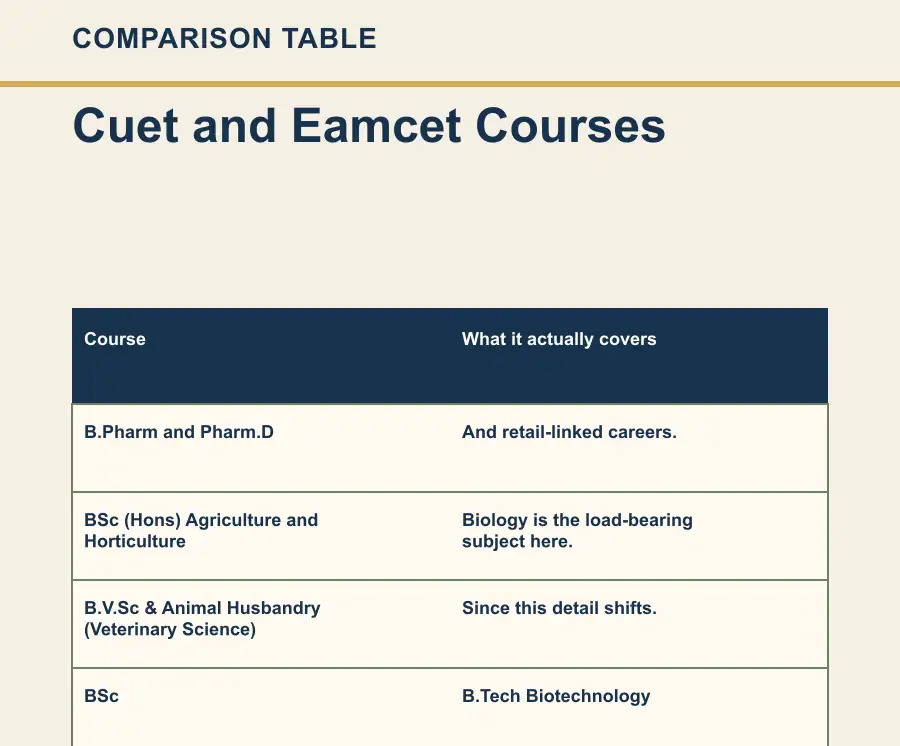 COMPARISON TABLE
Cuet and Eamcet Courses
Course
What it actually covers
B.Pharm and Pharm.D
And retail-linked careers.
BSc (Hons) Agriculture and
Horticulture
Biology is the load-bearing
subject here.
B.V.Sc & Animal Husbandry
(Veterinary Science)
Since this detail shifts.
BSc
B.Tech Biotechnology